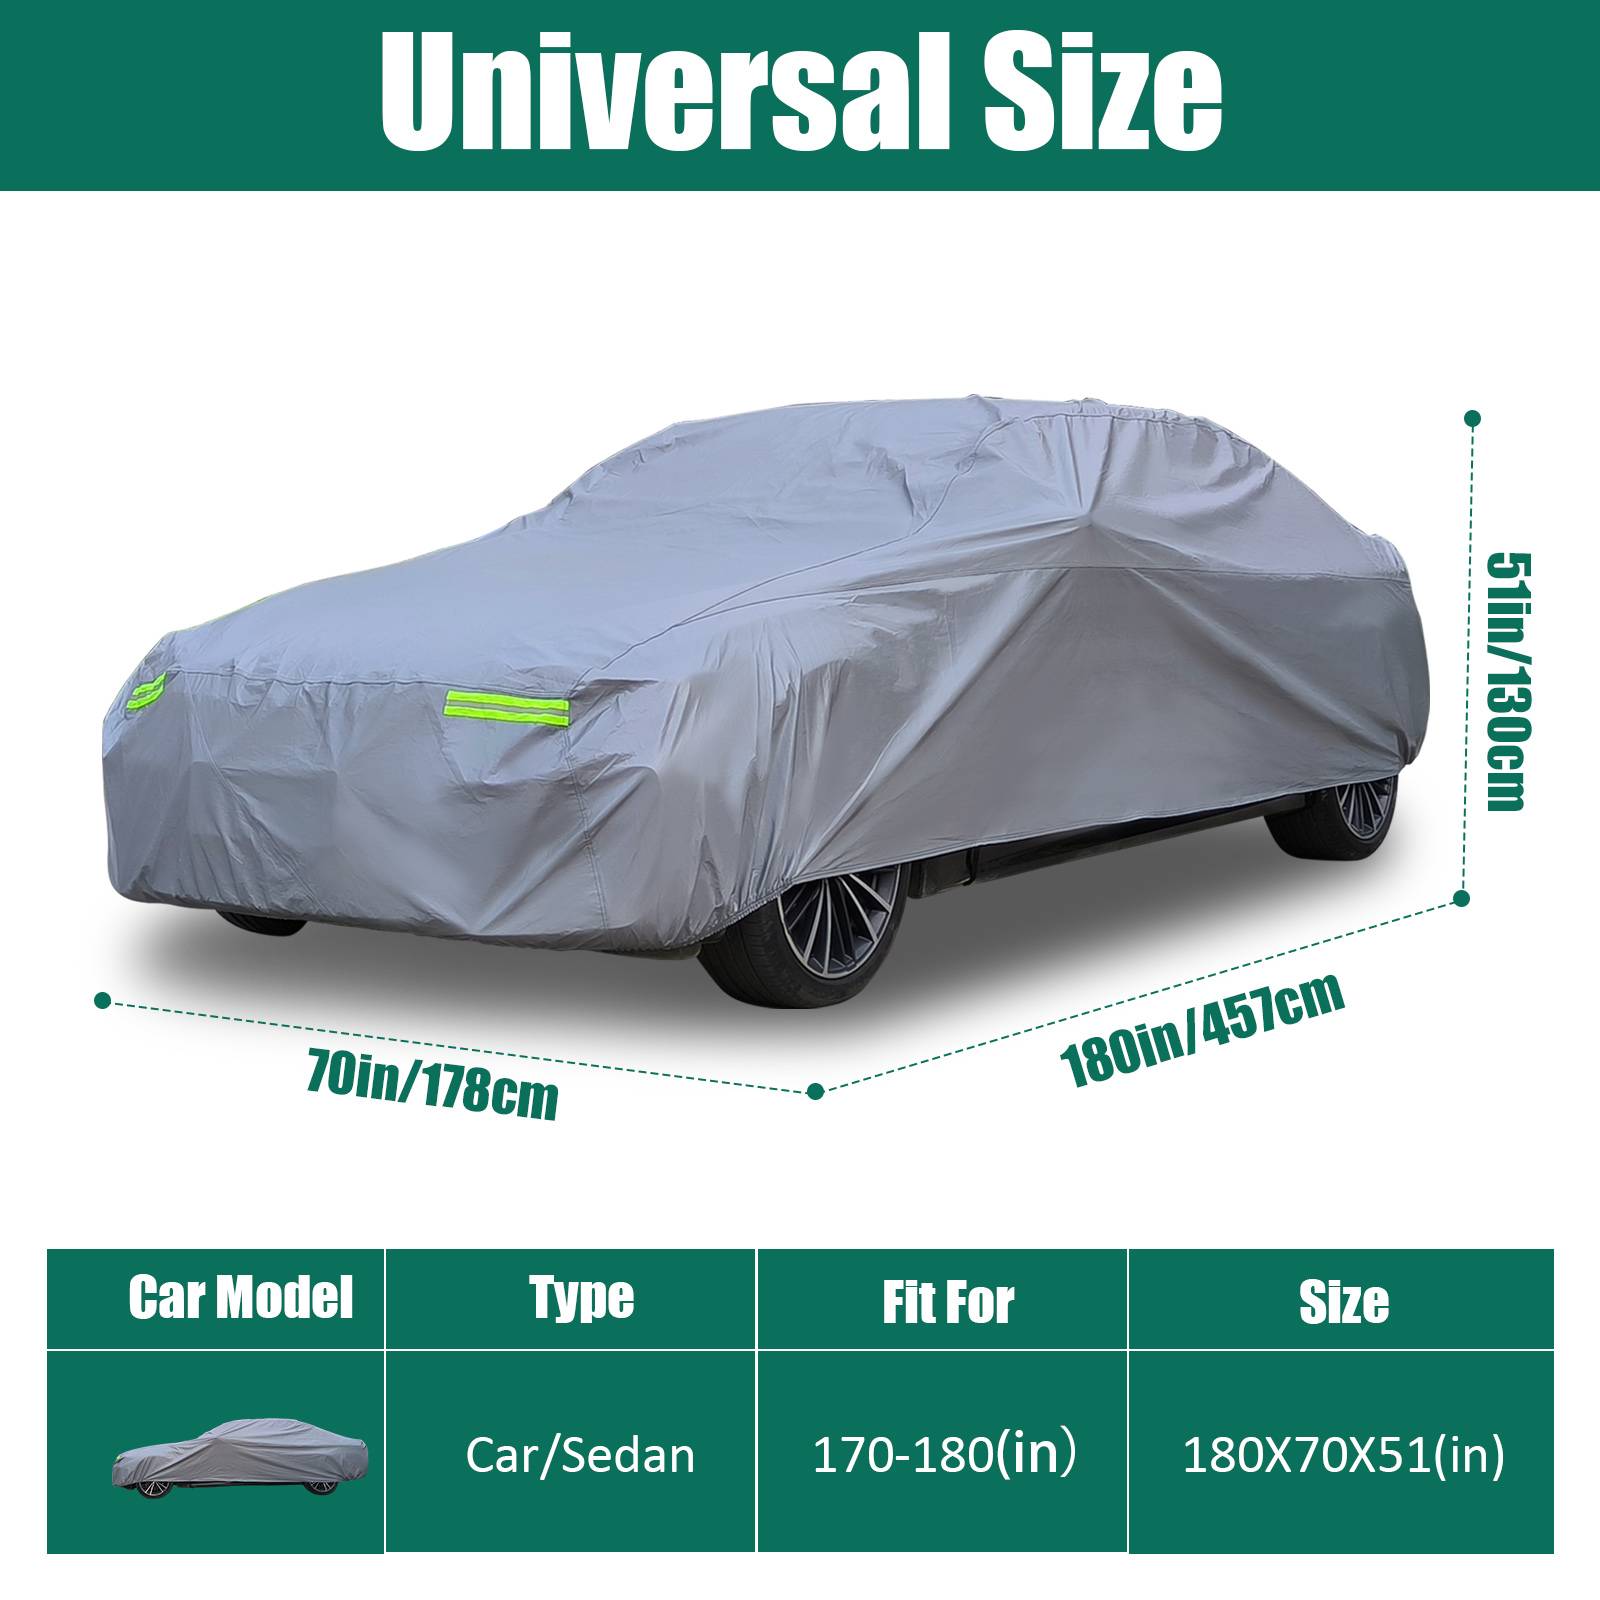 Universal Size
51in/130cm
180in/457cm
70in/178cm
Car Model Type Fit For Size
Car/Sedan 170-180(in) 180X70X51(in)